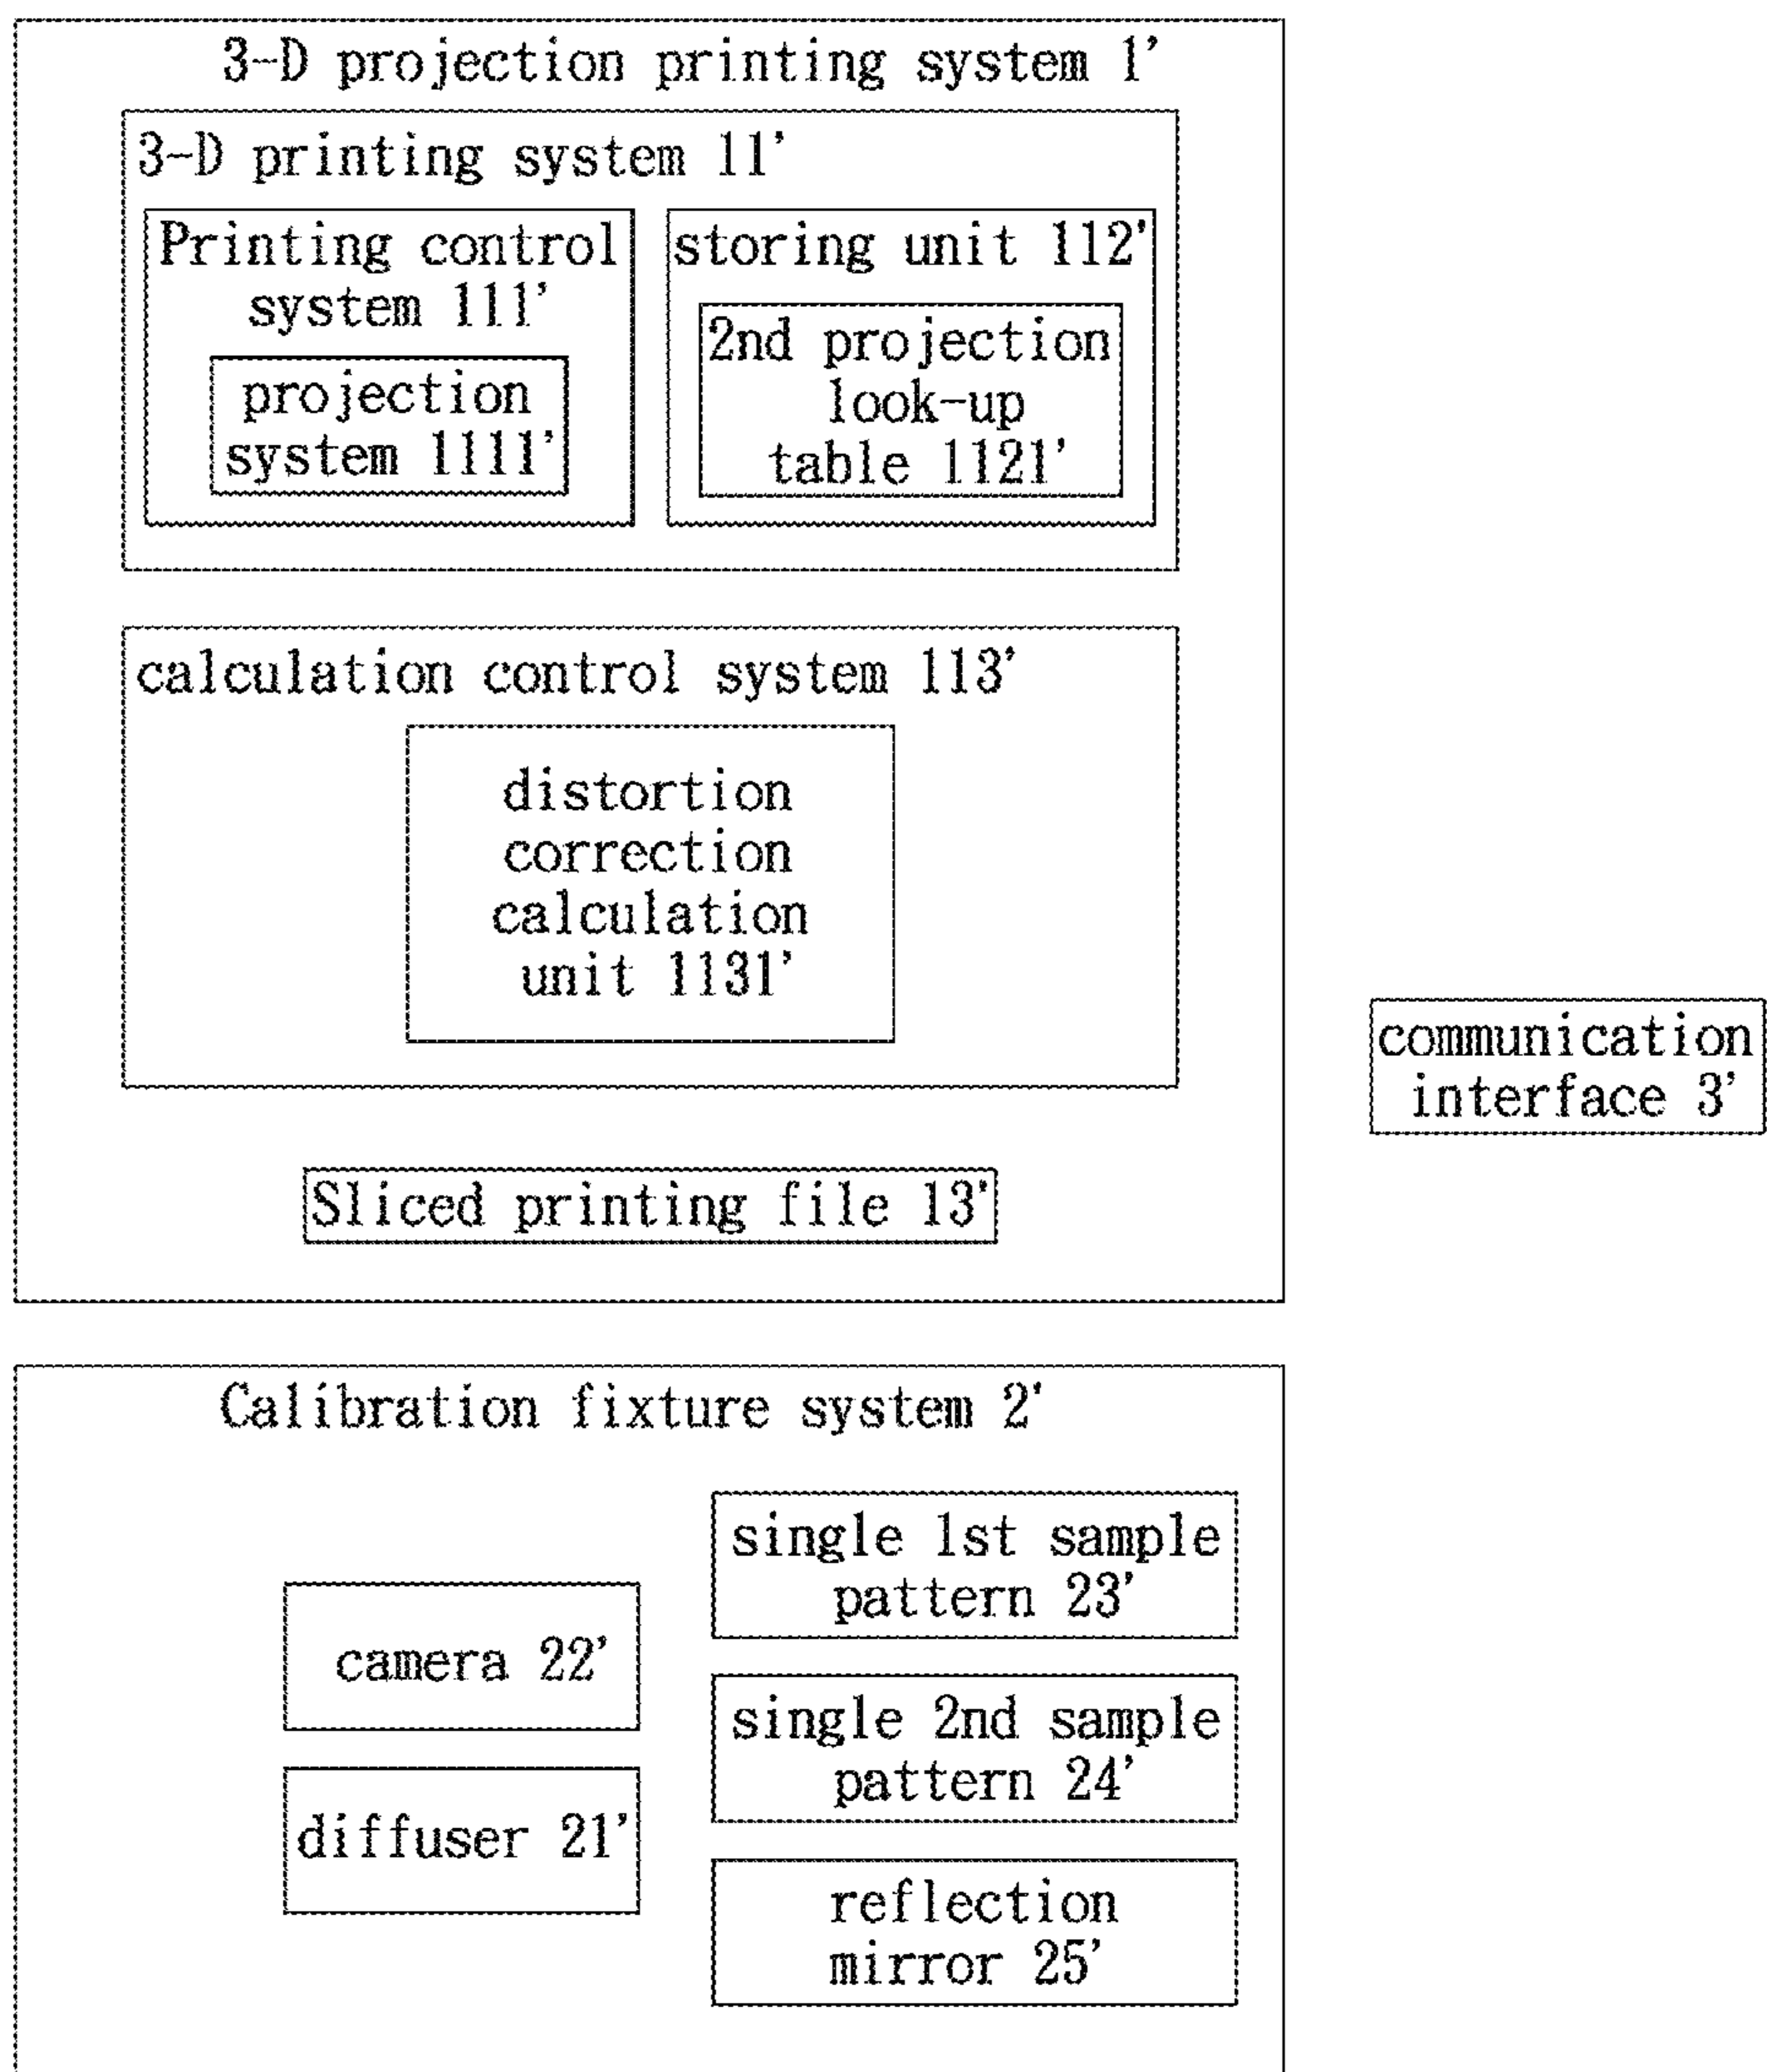 3-D projection printing system 1'
3-D printing system 11'
Printing control
system 111'
projection
system 1111'
storing unit 112'
2nd projection
look-up
table 1121'
calculation control system 113'
distortion
correction
calculation
unit 1131'
Sliced printing file 13'
communication
interface 3'
Calibration fixture system 2'
camera 22'
diffuser 21'
single 1st sample
pattern 23'
single 2nd sample
pattern 24'
reflection
mirror 25'